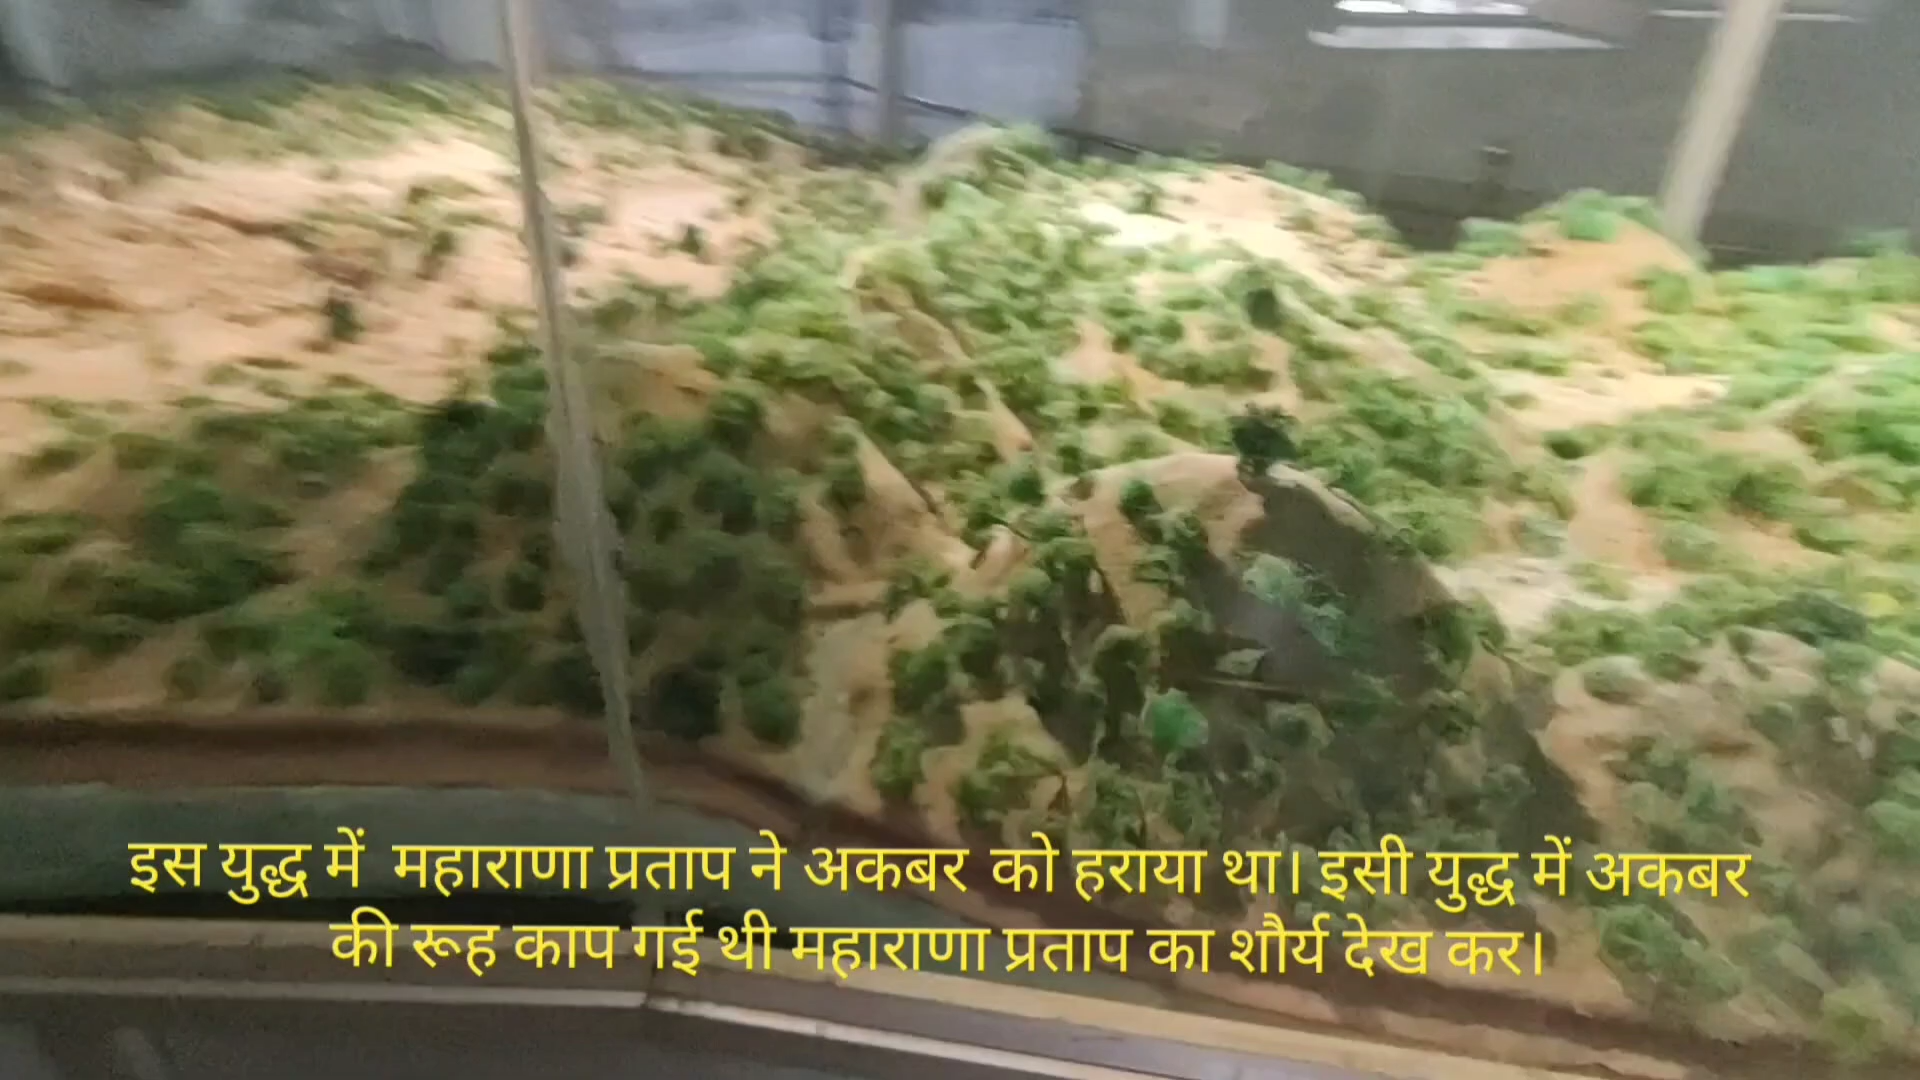 इस युद्ध में महाराणा प्रताप ने अकबर को हराया था। इसी युद्ध में अकबर
की रूह काप गई थी महाराणा प्रताप का शौर्य देख कर।